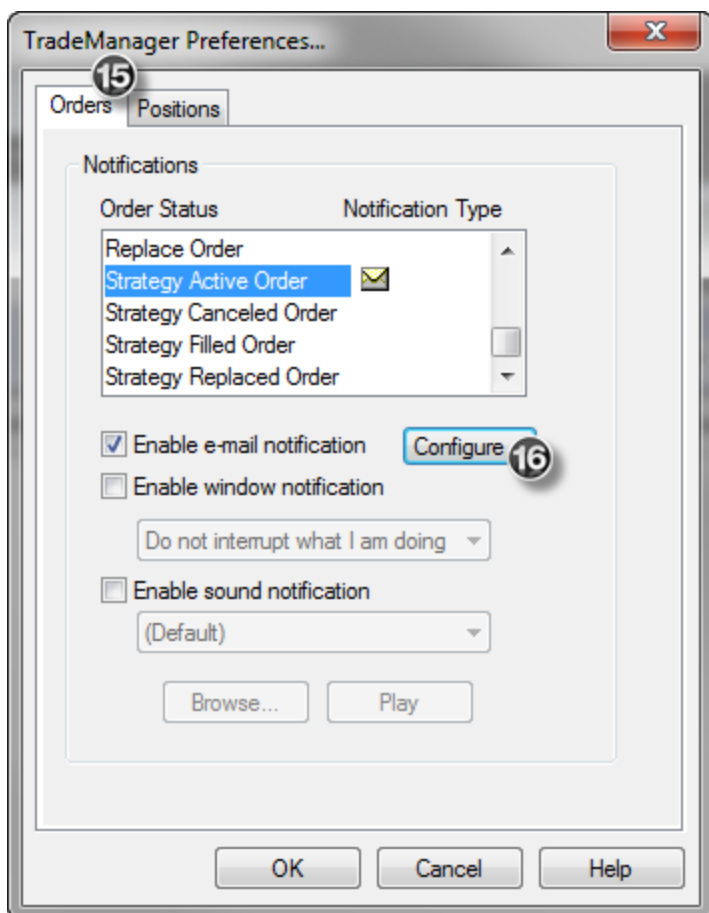 TradeManager Preferences...
15
Orders Positions
Notifications
Order Status Notification Type
Replace Order
Strategy Active Order
Strategy Canceled Order
Strategy Filled Order
Strategy Replaced Order
Enable e-mail notification Configure
16
Enable window notification
Do not interrupt what I am doing
Enable sound notification
(Default)
Browse... Play
OK Cancel Help